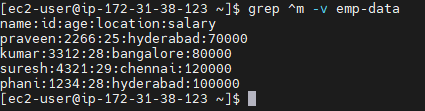 [ec2-user@ip-172-31-38-123 ~]$ grep ^m -v emp-data
name:id:age:location:salary
praveen:2266:25:hyderabad:70000
kumar:3312:28:bangalore:80000
suresh:4321:29:chennai:120000
phani:1234:28:hyderabad:100000
[ec2-user@ip-172-31-38-123 ~]$